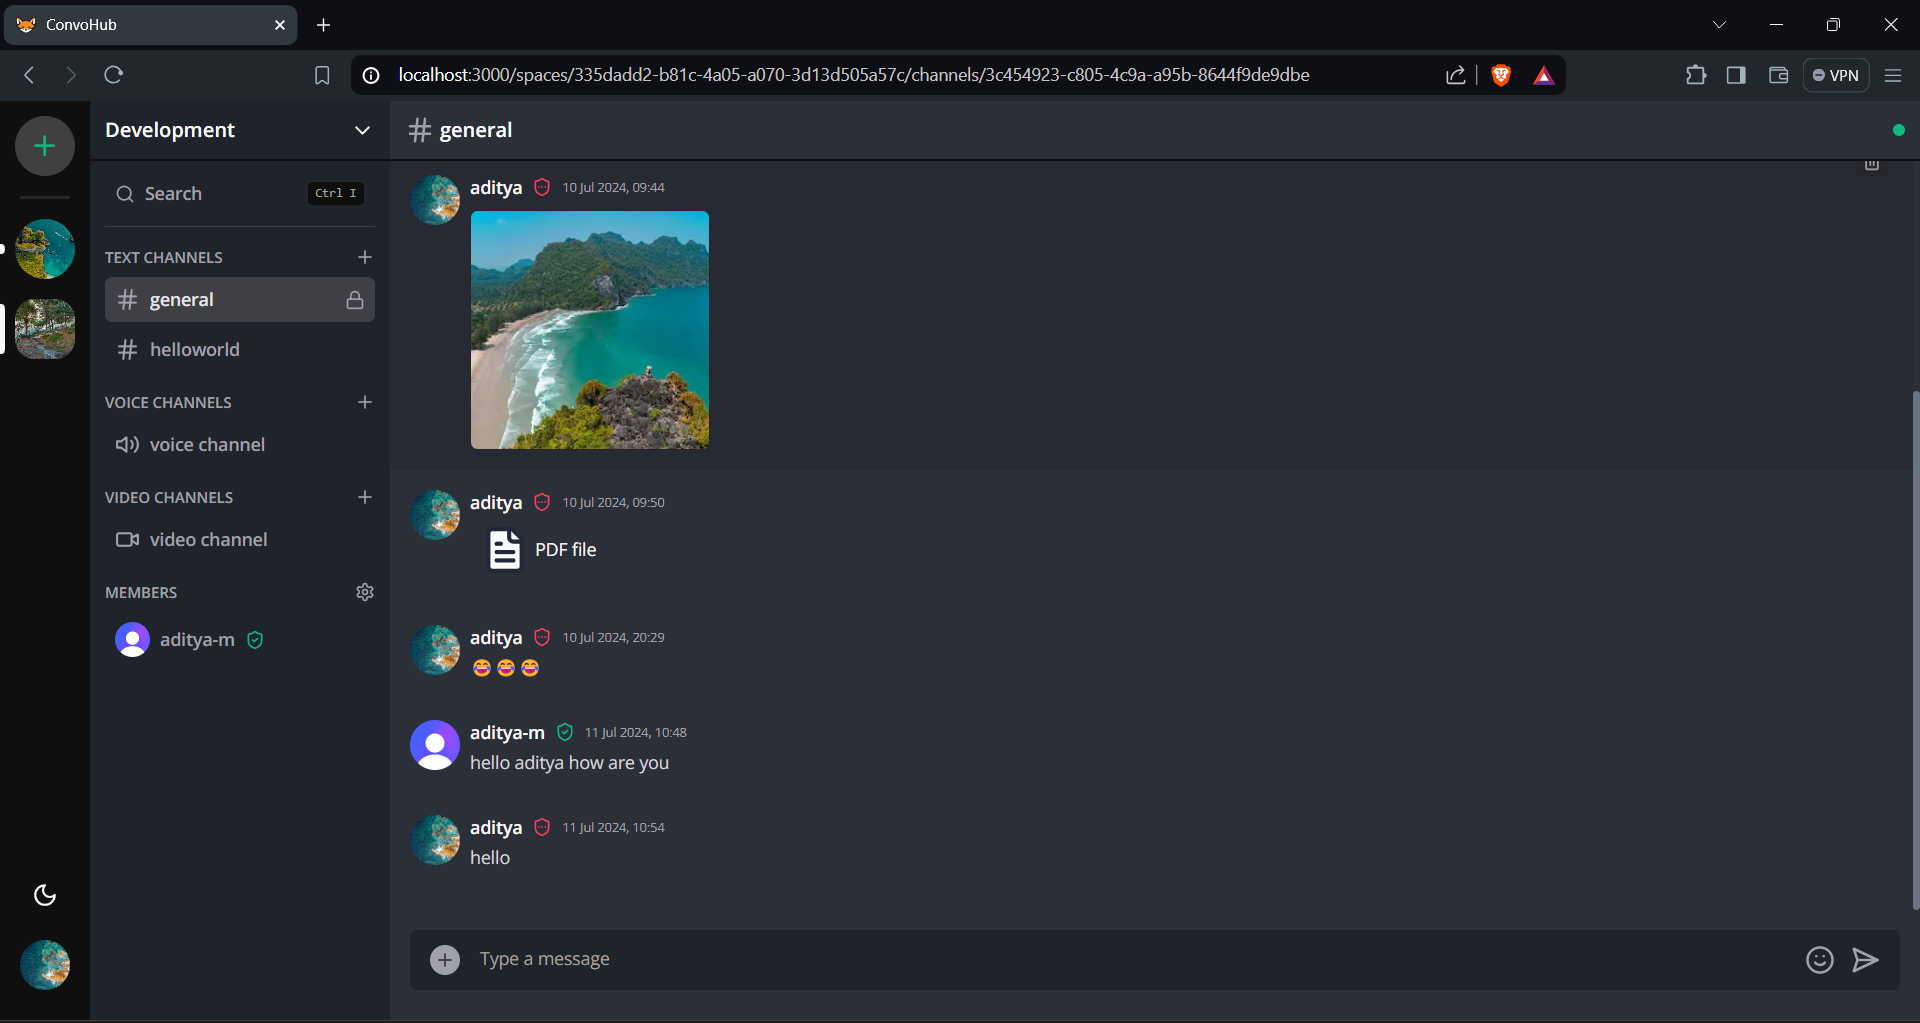 ConvoHub
localhost:3000/spaces/335dadd2-b81c-4a05-a070-3d13d505a57c/channels/3c454923-c805-4c9a-a95b-8644f9de9dbe
VPN
Development
Search
Ctrl I
TEXT CHANNELS
general
helloworld
VOICE CHANNELS
voice channel
VIDEO CHANNELS
video channel
MEMBERS
aditya-m
# general
aditya 10 Jul 2024, 09:44
aditya 10 Jul 2024, 09:50
PDF file
aditya 10 Jul 2024, 20:29
😂 😂 😂
aditya-m 11 Jul 2024, 10:48
hello aditya how are you
aditya 11 Jul 2024, 10:54
hello
Type a message